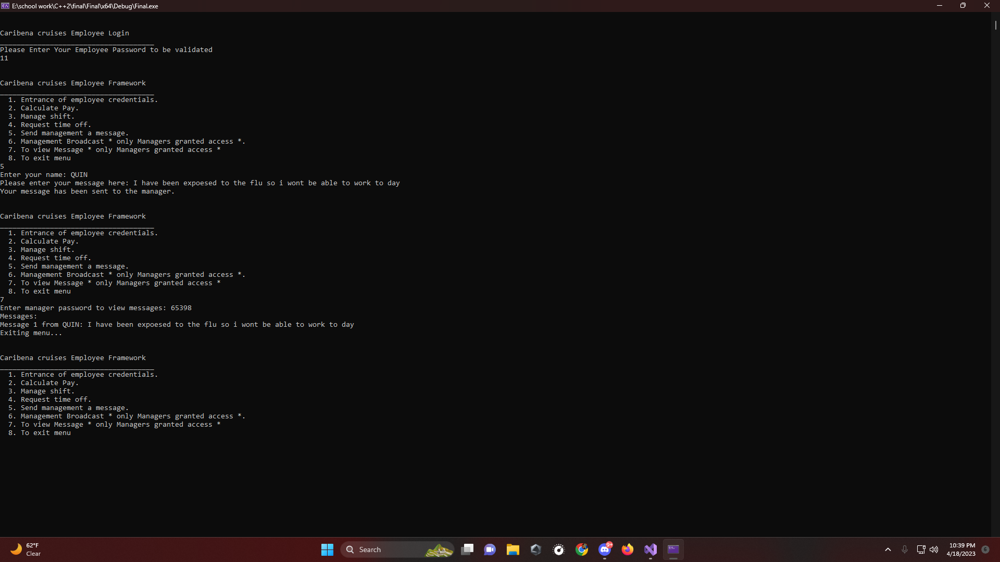 E:\school work\C++2\final\Final\x64\Debug\Final.exe
Caribena cruises Employee Login
_____________________________________
Please Enter Your Employee Password to be validated
11
Caribena cruises Employee Framework
_____________________________________
1. Entrance of employee credentials.
2. Calculate Pay.
3. Manage shift.
4. Request time off.
5. Send management a message.
6. Management Broadcast * only Managers granted access *.
7. To view Message * only Managers granted access *
8. To exit menu
5
Enter your name: QUIN
Please enter your message here: I have been expoesed to the flu so i wont be able to work to day
Your message has been sent to the manager.
Caribena cruises Employee Framework
_____________________________________
1. Entrance of employee credentials.
2. Calculate Pay.
3. Manage shift.
4. Request time off.
5. Send management a message.
6. Management Broadcast * only Managers granted access *.
7. To view Message * only Managers granted access *
8. To exit menu
7
Enter manager password to view messages: 65398
Messages:
Message 1 from QUIN: I have been expoesed to the flu so i wont be able to work to day
Exiting menu...
Caribena cruises Employee Framework
_____________________________________
1. Entrance of employee credentials.
2. Calculate Pay.
3. Manage shift.
4. Request time off.
5. Send management a message.
6. Management Broadcast * only Managers granted access *.
7. To view Message * only Managers granted access *
8. To exit menu
62°F
Clear
Search
9+
10:39 PM
4/18/2023
6